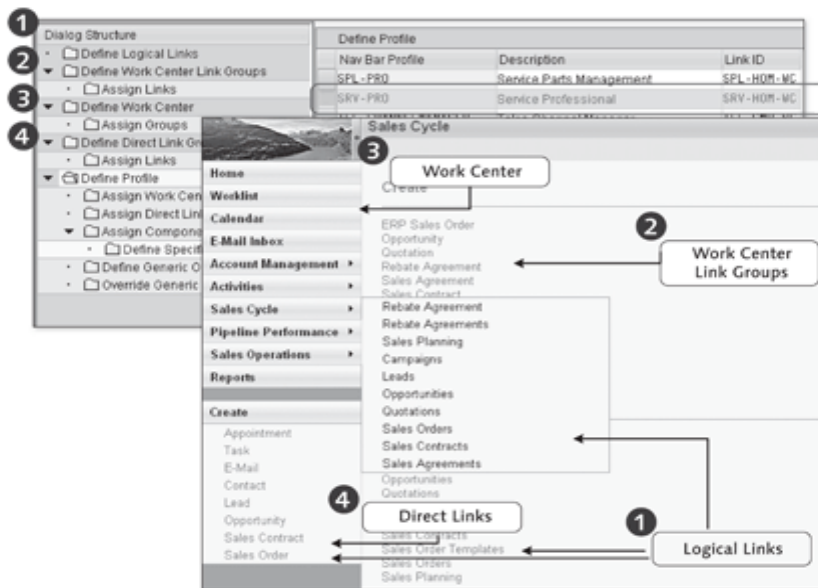 1
Dialog Structure
Define Logical Links
2
Define Work Center Link Groups
Assign Links
3
Define Work Center
Assign Groups
4
Define Direct Link Gr
Assign Links
Define Profile
Assign Work Cen
Assign Direct Lin
Assign Compone
Define Specifi
Define Generic O
Override Generic
Define Profile
Nav Bar Profile Description Link ID
SPL-PRO Service Parts Management SPL-HOM-WC
SRV-PRO Service Professional SRV-HOM-WC
Sales Cycle
Home
Worklist
Calendar
E-Mail Inbox
Account Management
Activities
Sales Cycle
Pipeline Performance
Sales Operations
Reports
Create
Appointment
Task
E-Mail
Contact
Lead
Opportunity
Sales Contract
Sales Order
3
Work Center
Create
ERP Sales Order
Opportunity
Quotation
Rebate Agreement
Sales Agreement
Sales Contract
2
Work Center
Link Groups
Rebate Agreement
Rebate Agreements
Sales Planning
Campaigns
Leads
Opportunities
Quotations
Sales Orders
Sales Contracts
Sales Agreements
Opportunities
Quotations
4
Direct Links
Sales Contracts
Sales Order Templates
Sales Orders
Sales Planning
1
Logical Links